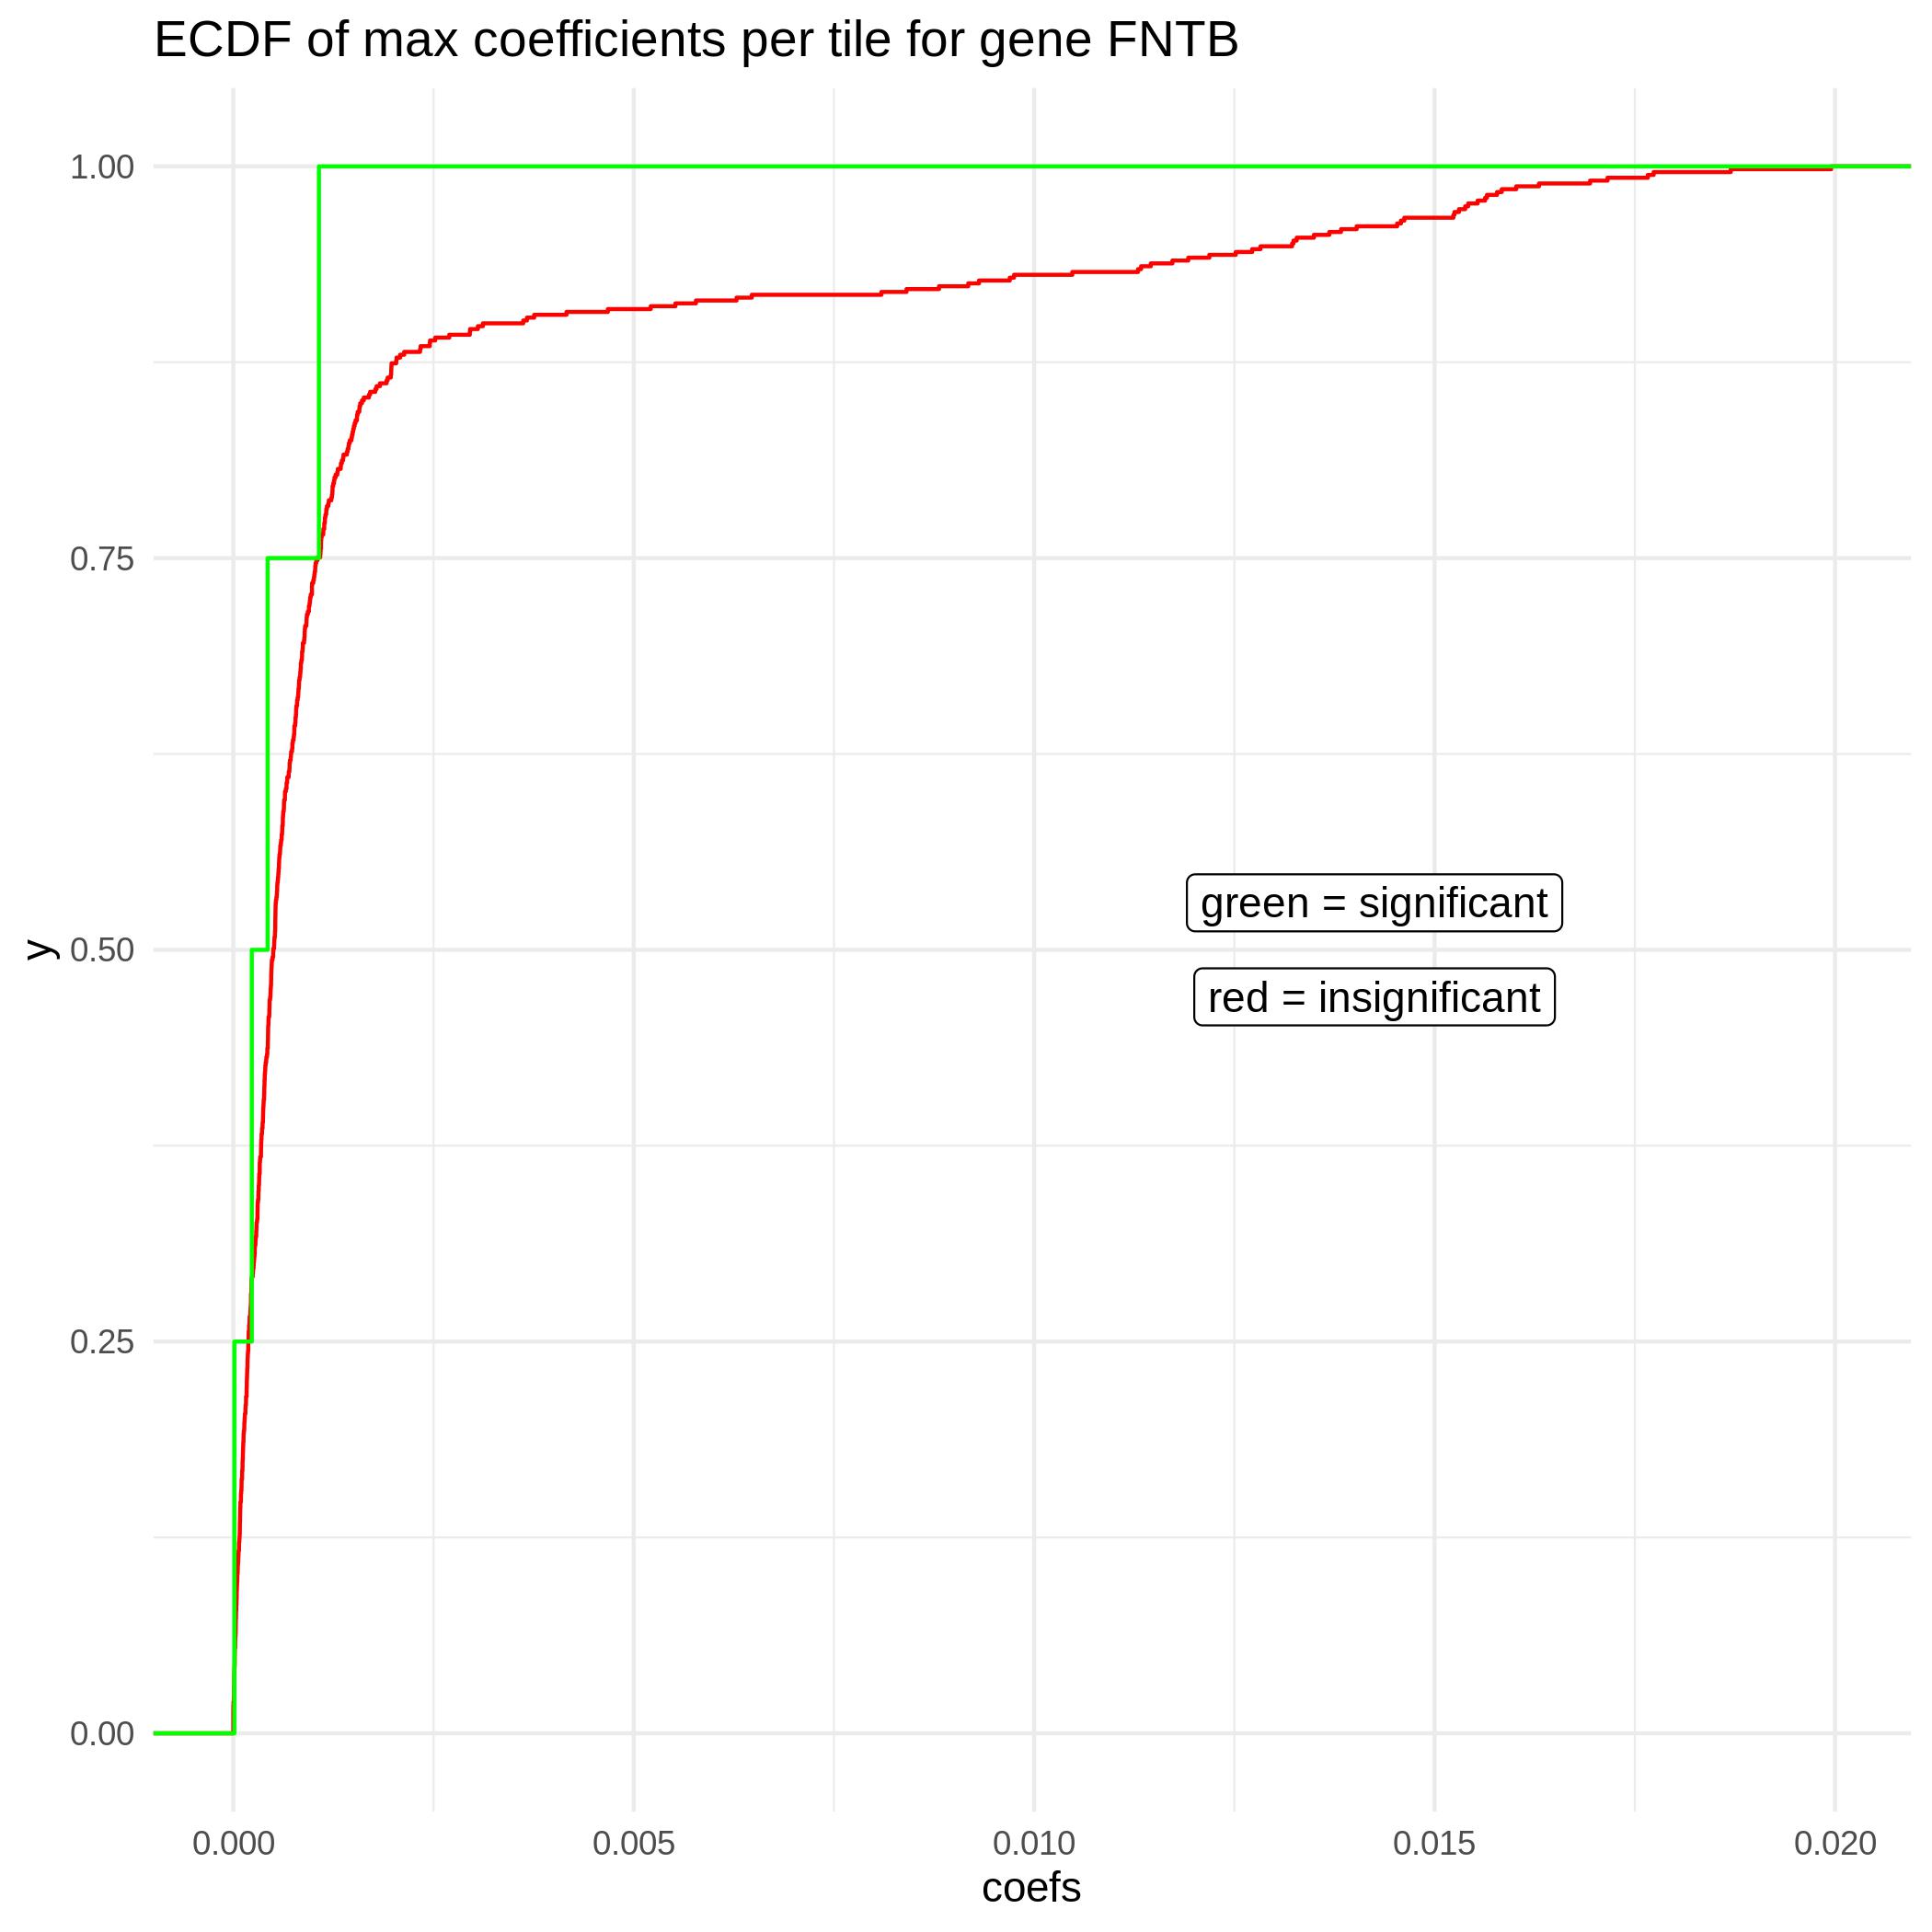 ECDF of max coefficients per tile for gene FNTB
1.00
0.75
0.50
0.25
0.00
y
green = significant
red = insignificant
0.000
0.005
0.010
0.015
0.020
coefs